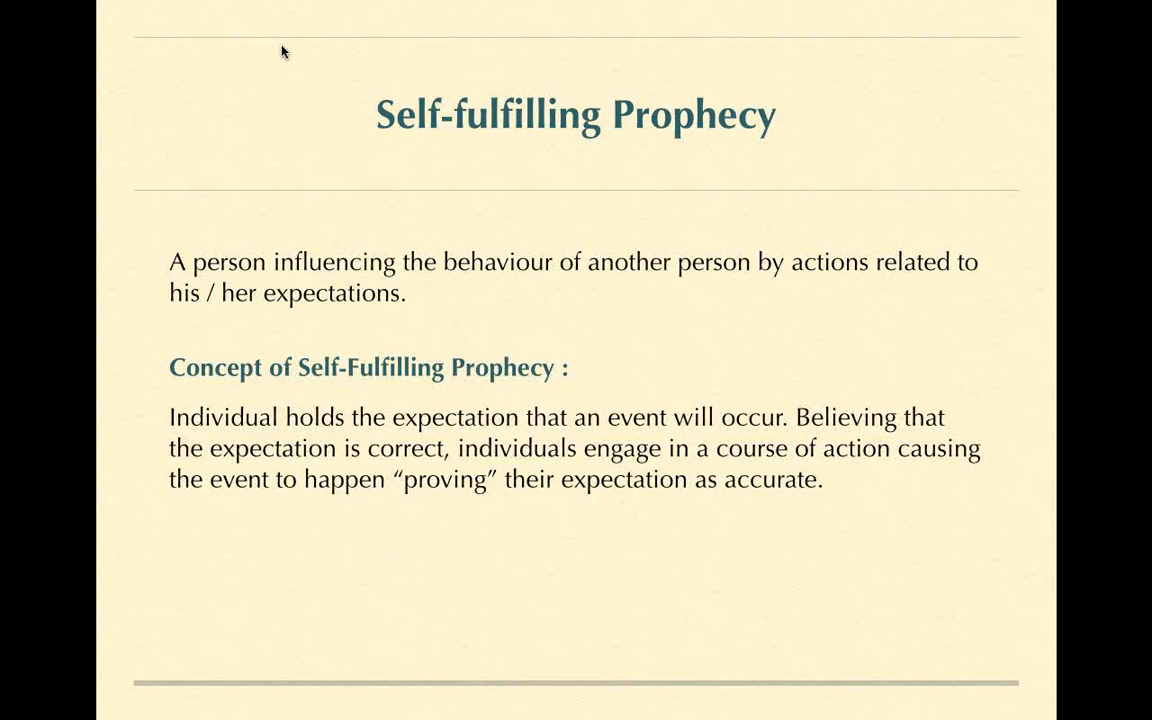 Self-fulfilling Prophecy
A person influencing the behaviour of another person by actions related to
his / her expectations.
Concept of Self-Fulfilling Prophecy :
Individual holds the expectation that an event will occur. Believing that
the expectation is correct, individuals engage in a course of action causing
the event to happen “proving” their expectation as accurate.